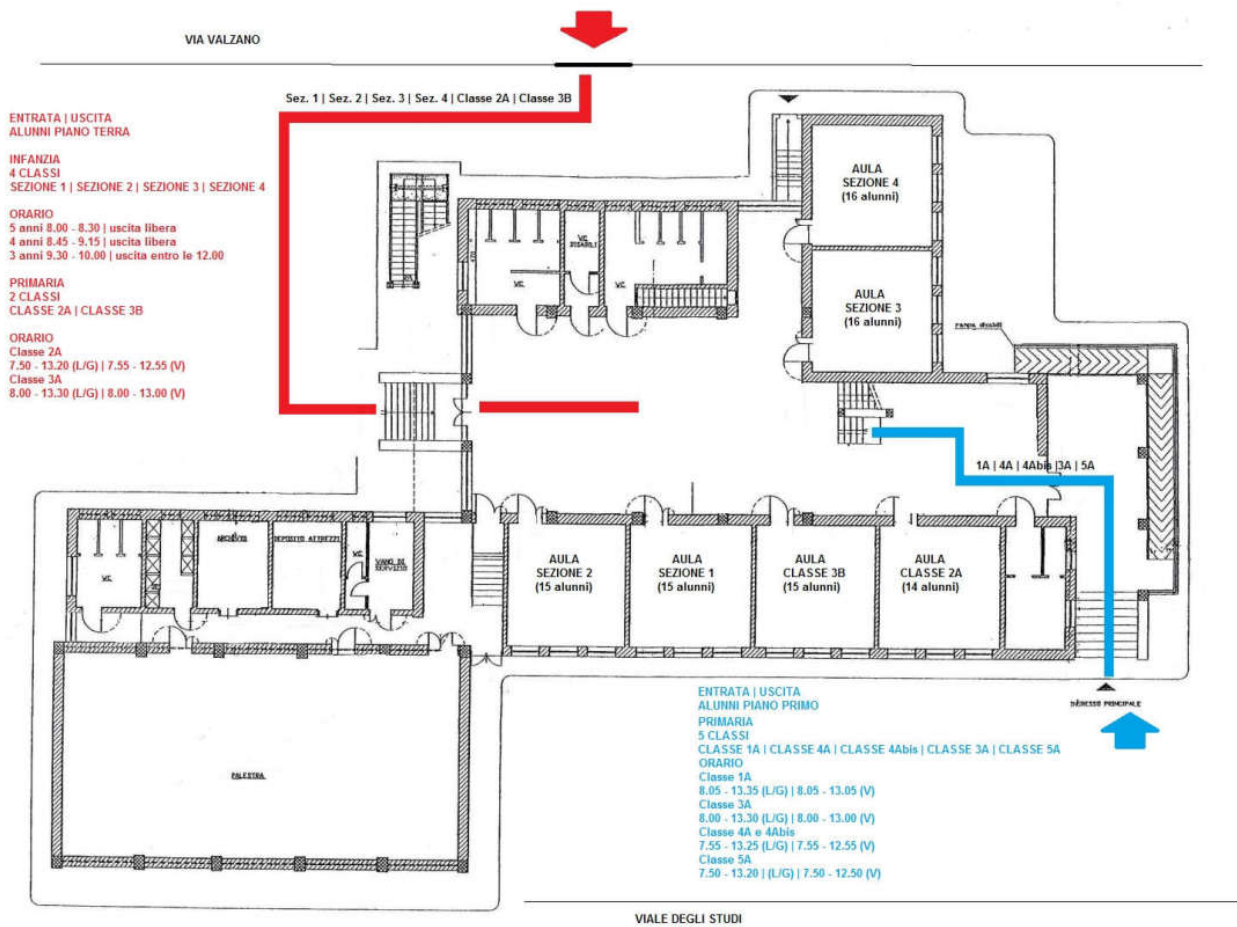 VIA VALZANO
Sez. 1 | Sez. 2 | Sez. 3 | Sez. 4 | Classe 2A | Classe 3B
ENTRATA | USCITA
ALUNNI PIANO TERRA
INFANZIA
4 CLASSI
SEZIONE 1 | SEZIONE 2 | SEZIONE 3 | SEZIONE 4
ORARIO
5 anni 8.00 - 8.30 | uscita libera
4 anni 8.45 - 9.15 | uscita libera
3 anni 9.30 - 10.00 | uscita entro le 12.00
PRIMARIA
2 CLASSI
CLASSE 2A | CLASSE 3B
ORARIO
Classe 2A
7.50 - 13.20 (L/G) | 7.55 - 12.55 (V)
Classe 3A
8.00 - 13.30 (L/G) | 8.00 - 13.00 (V)
AULA
SEZIONE 4
(16 alunni)
W.C.
DISABILI
W.C.
W.C.
AULA
SEZIONE 3
(16 alunni)
rampa disabili
1A | 4A | 4Abis |3A | 5A
W.C.
ARCHIVIO
DEPOSITO ATTREZZI
W.C.
VANO DI
SERVIZIO
AULA
SEZIONE 2
(15 alunni)
AULA
SEZIONE 1
(15 alunni)
AULA
CLASSE 3B
(15 alunni)
AULA
CLASSE 2A
(14 alunni)
INGRESSO PRINCIPALE
PALESTRA
ENTRATA | USCITA
ALUNNI PIANO PRIMO
PRIMARIA
5 CLASSI
CLASSE 1A | CLASSE 4A | CLASSE 4Abis | CLASSE 3A | CLASSE 5A
ORARIO
Classe 1A
8.05 - 13.35 (L/G) | 8.05 - 13.05 (V)
Classe 3A
8.00 - 13.30 (L/G) | 8.00 - 13.00 (V)
Classe 4A e 4Abis
7.55 - 13.25 (L/G) | 7.55 - 12.55 (V)
Classe 5A
7.50 - 13.20 | (L/G) | 7.50 - 12.50 (V)
VIALE DEGLI STUDI